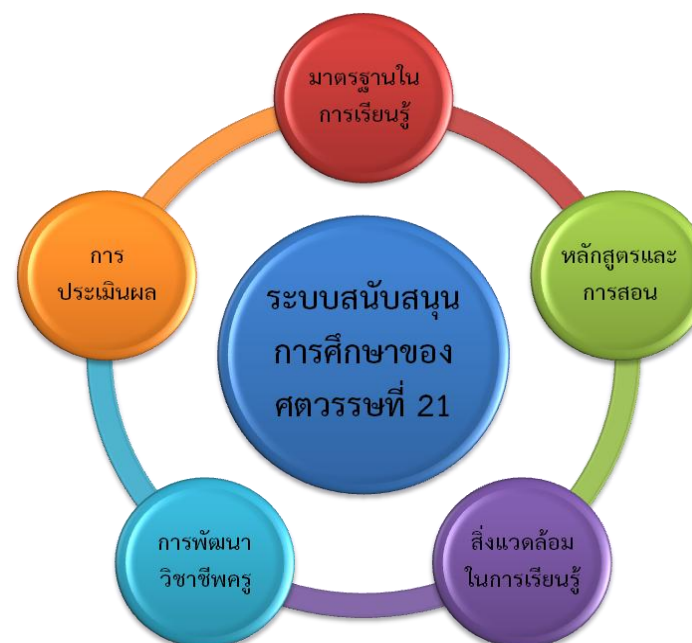 มาตรฐานใน
การเรียนรู้
หลักสูตรและ
การสอน
สิ่งแวดล้อม
ในการเรียนรู้
การพัฒนา
วิชาชีพครู
การ
ประเมินผล
ระบบสนับสนุน
การศึกษาของ
ศตวรรษที่ 21